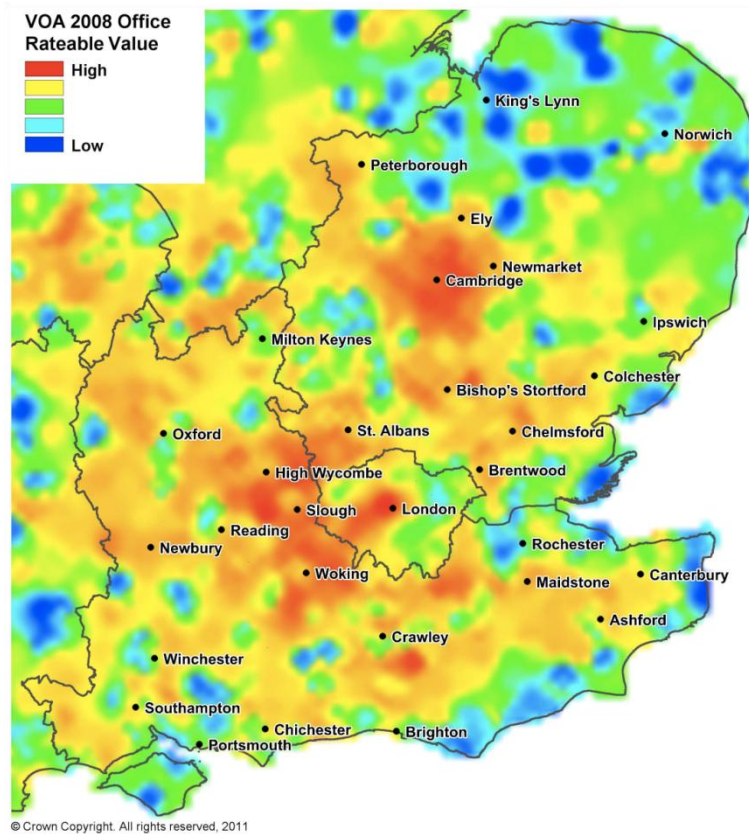 VOA 2008 Office
Rateable Value
High
Low
King's Lynn
Norwich
Peterborough
Ely
Newmarket
Cambridge
Ipswich
Milton Keynes
Colchester
Bishop's Stortford
Oxford
St. Albans
Chelmsford
High Wycombe
Brentwood
Slough
London
Reading
Newbury
Rochester
Woking
Maidstone
Canterbury
Ashford
Crawley
Winchester
Southampton
Chichester
Brighton
Portsmouth
© Crown Copyright. All rights reserved, 2011